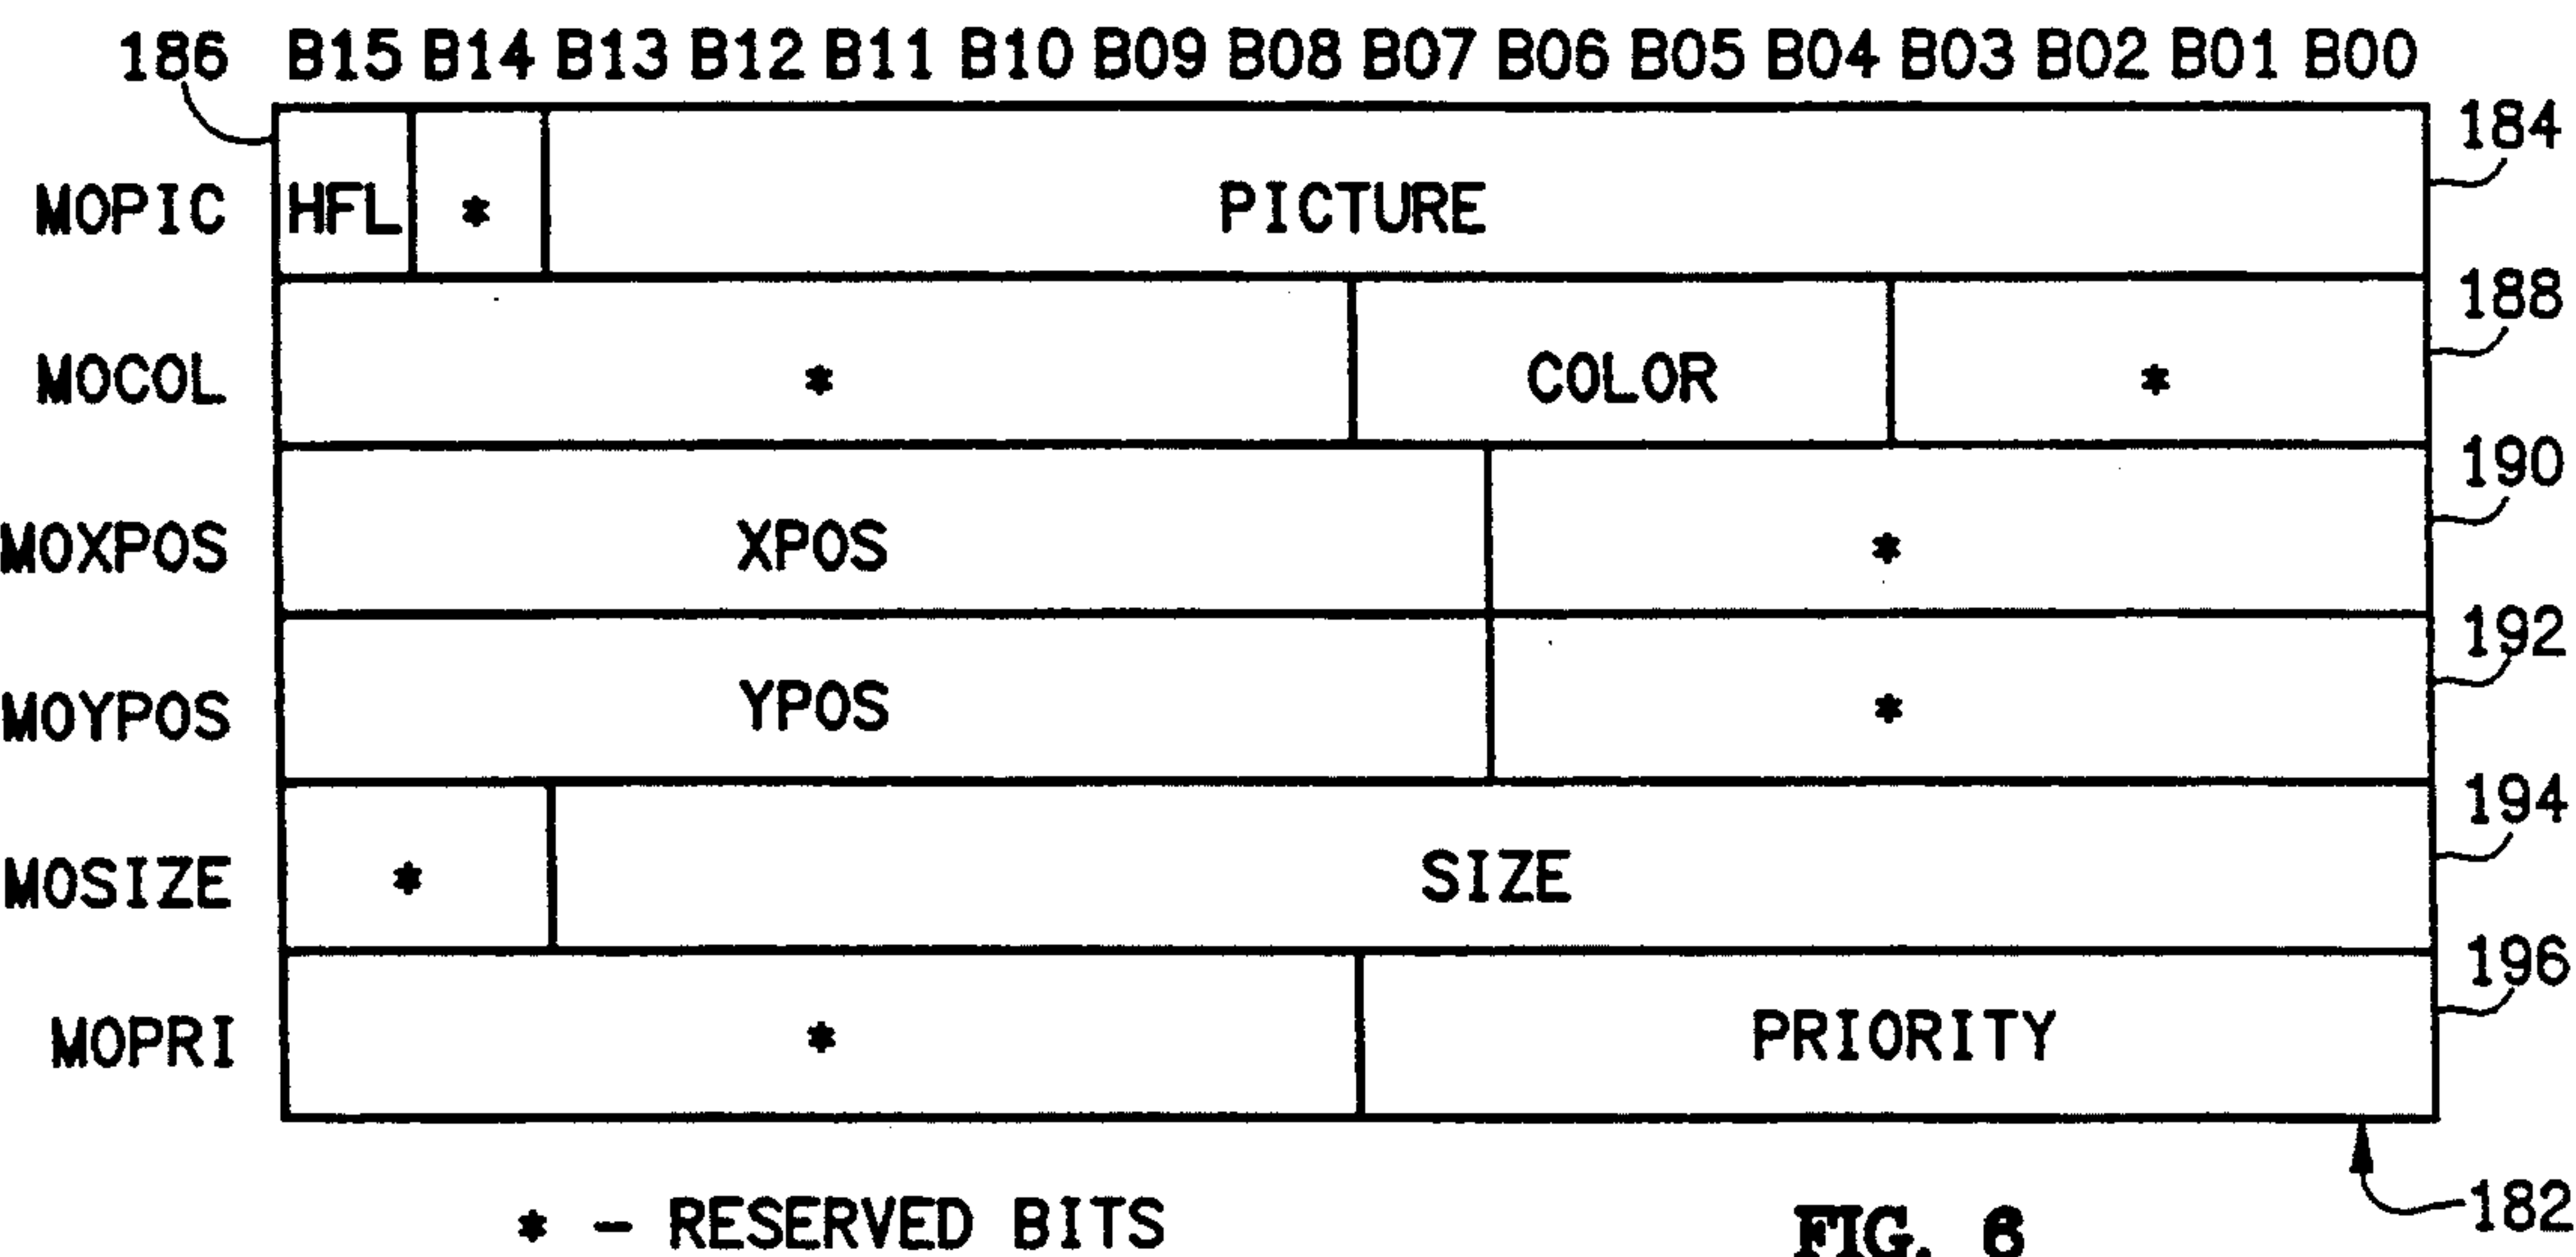 186 B15 B14 B13 B12 B11 B10 B09 B08 B07 B06 B05 B04 B03 B02 B01 B00
184
MOPIC HFL * PICTURE
188
MOCOL * COLOR *
190
MOXPOS XPOS *
192
MOYPOS YPOS *
194
MOSIZE * SIZE
196
MOPRI * PRIORITY
182
* - RESERVED BITS
FIG. 6